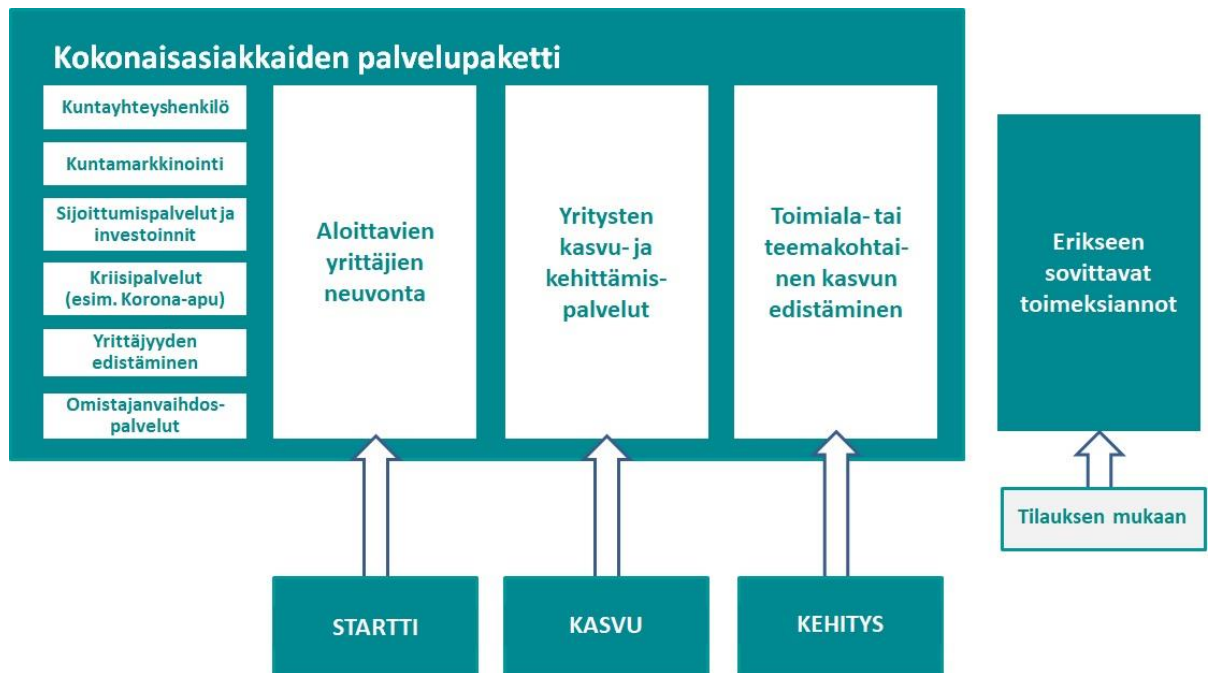 Kokonaisasiakkaiden palvelupaketti
Kuntayhteyshenkilö
Kuntamarkkinointi
Sijoittumispalvelut ja
investoinnit
Kriisipalvelut
(esim. Korona-apu)
Yrittäjyyden
edistäminen
Omistajanvaihdos-
palvelut
Aloittavien
yrittäjien
neuvonta
Yritysten
kasvu- ja
kehittämis-
palvelut
Toimiala- tai
teemakohtai-
nen kasvun
edistäminen
Erikseen
sovittavat
toimeksiannot
Tilauksen mukaan
STARTTI
KASVU
KEHITYS